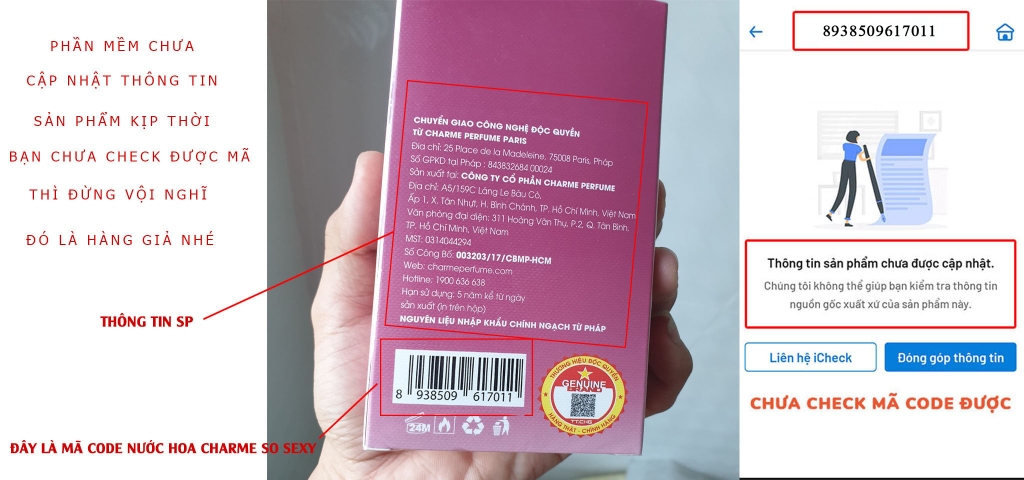 PHẦN MỀM CHƯA
CẬP NHẬT THÔNG TIN
SẢN PHẨM KỊP THỜI
BẠN CHƯA CHECK ĐƯỢC MÃ
THÌ ĐỪNG VỘI NGHĨ
ĐÓ LÀ HÀNG GIẢ NHÉ
THÔNG TIN SP
ĐÂY LÀ MÃ CODE NƯỚC HOA CHARME SO SEXY
CHUYỂN GIAO CÔNG NGHỆ ĐỘC QUYỀN
TỪ CHARME PERFUME PARIS
Địa chỉ: 25 Place de la Madeleine, 75008 Paris, Pháp
Số GPKD tại Pháp : 843832684 00024
Sản xuất tại: CÔNG TY CỔ PHẦN CHARME PERFUME
Địa chỉ: A5/159C Láng Le Bàu Cò,
Ấp 1, X. Tân Nhựt, H. Bình Chánh, TP. Hồ Chí Minh, Việt Nam
Văn phòng đại diện: 311 Hoàng Văn Thụ, P.2, Q. Tân Bình,
TP. Hồ Chí Minh, Việt Nam
MST: 0314044294
Số Công Bố: 003203/17/CBMP-HCM
Web: charmeperfume.com
Hotline: 1900 636 638
Hạn sử dụng: 5 năm kể từ ngày
sản xuất (in trên hộp)
NGUYÊN LIỆU NHẬP KHẨU CHÍNH NGẠCH TỪ PHÁP
8 938509 617011
THƯƠNG HIỆU ĐỘC QUYỀN
GENUINE
BRAND
HÀNG THẬT - CHÍNH HÃNG
24M
8938509617011
Thông tin sản phẩm chưa được cập nhật.
Chúng tôi không thể giúp bạn kiểm tra thông tin
nguồn gốc xuất xứ của sản phẩm này.
Liên hệ iCheck
Đóng góp thông tin
CHƯA CHECK MÃ CODE ĐƯỢC